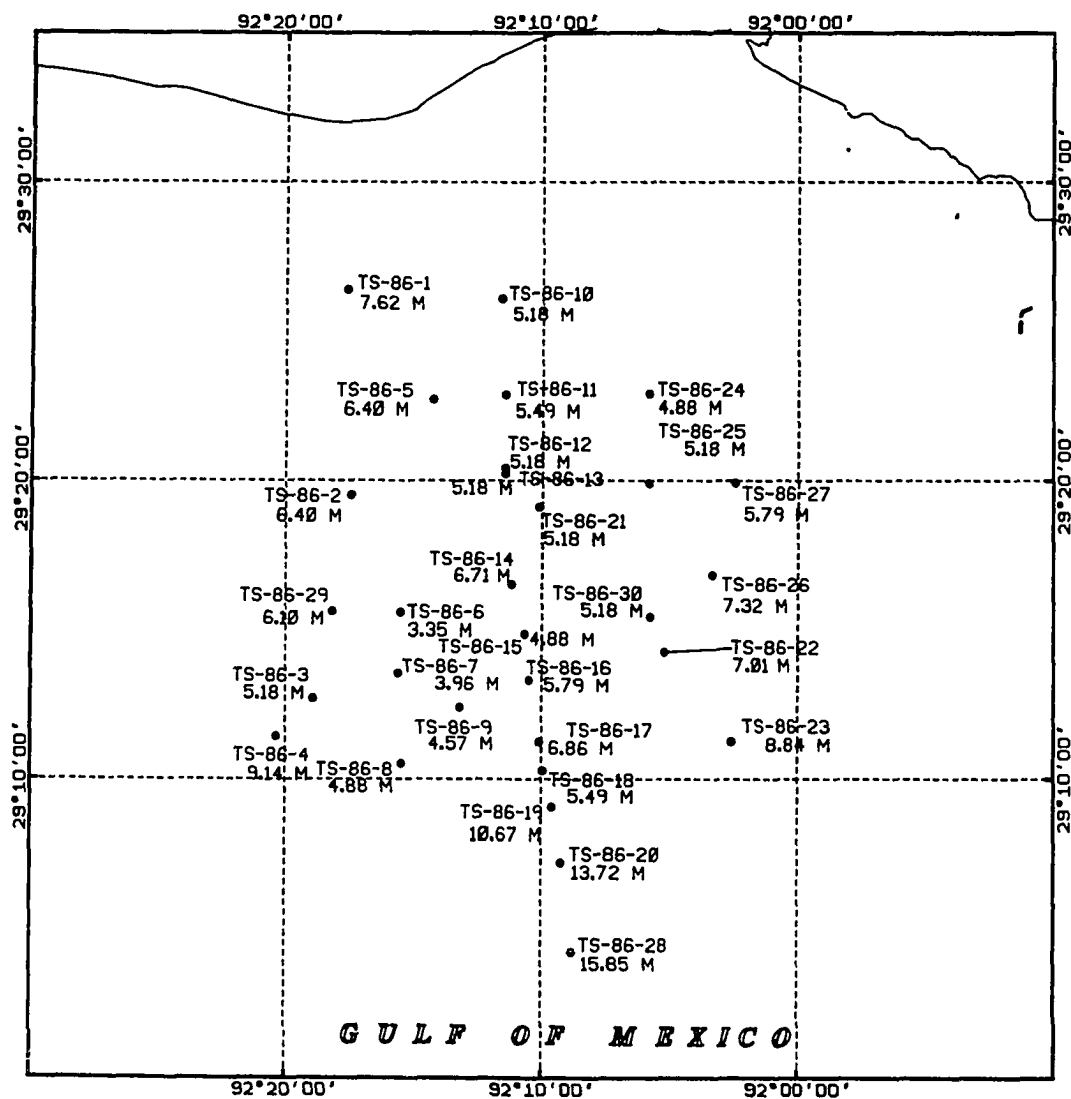 92°20'00' 92°10'00' 92°00'00'
29°30'00' 29°30'00'
TS-86-1
7.62 M
TS-86-10
5.18 M
TS-86-5
6.40 M
TS-86-11
5.49 M
TS-86-24
4.88 M
TS-86-25
5.18 M
TS-86-12
5.18 M
5.18 M TS-86-13
29°20'00' 29°20'00'
TS-86-2
6.40 M
TS-86-27
5.79 M
TS-86-21
5.18 M
TS-86-14
6.71 M
TS-86-26
7.32 M
TS-86-29
6.10 M
TS-86-6
3.35 M
TS-86-30
5.18 M
TS-86-15 4.88 M
TS-86-22
7.01 M
TS-86-7
3.96 M
TS-86-16
5.79 M
TS-86-3
5.18 M
TS-86-9
4.57 M
TS-86-17
6.86 M
TS-86-23
8.84 M
TS-86-4
9.14 M
TS-86-8
4.88 M
29°10'00' 29°10'00'
TS-86-18
5.49 M
TS-86-19
10.67 M
TS-86-20
13.72 M
TS-86-28
15.85 M
GULF OF MEXICO
92°20'00' 92°10'00' 92°00'00'